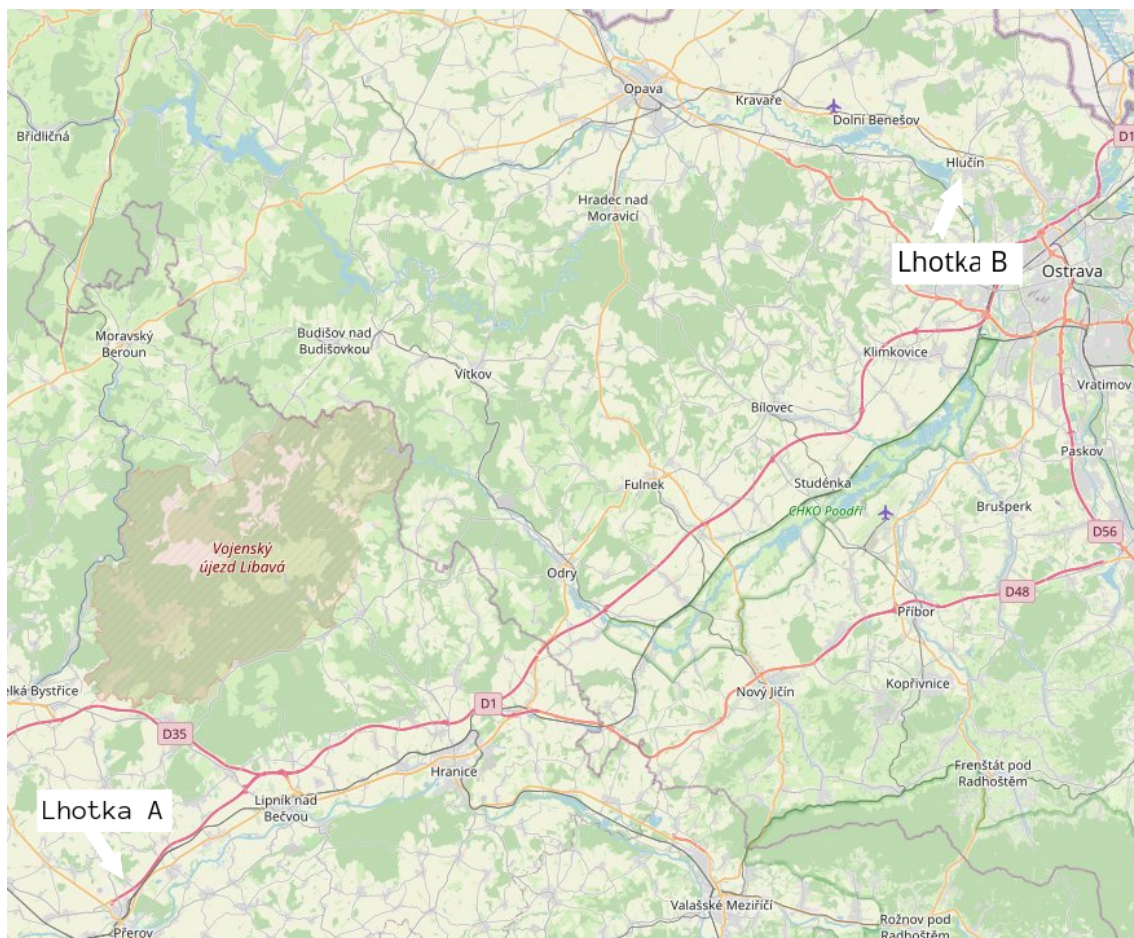 Opava
Kravaře
Dolní Benešov
D1
Břidličná
Hlučín
Hradec nad
Moravicí
Lhotka B
Ostrava
Moravský
Beroun
Budišov nad
Budišovkou
Klimkovice
Vítkov
Vratimov
Bílovec
Paskov
Fulnek
Studénka
CHKO Poodří
Brušperk
D56
Vojenský
újezd Libavá
Odry
D48
Příbor
elká Bystřice
Nový Jičín
Kopřivnice
D1
D35
Hranice
Frenštát pod
Radhoštěm
Lipník nad
Bečvou
Lhotka A
Valašské Meziříčí
Přerov
Rožnov pod
Radhoštěm